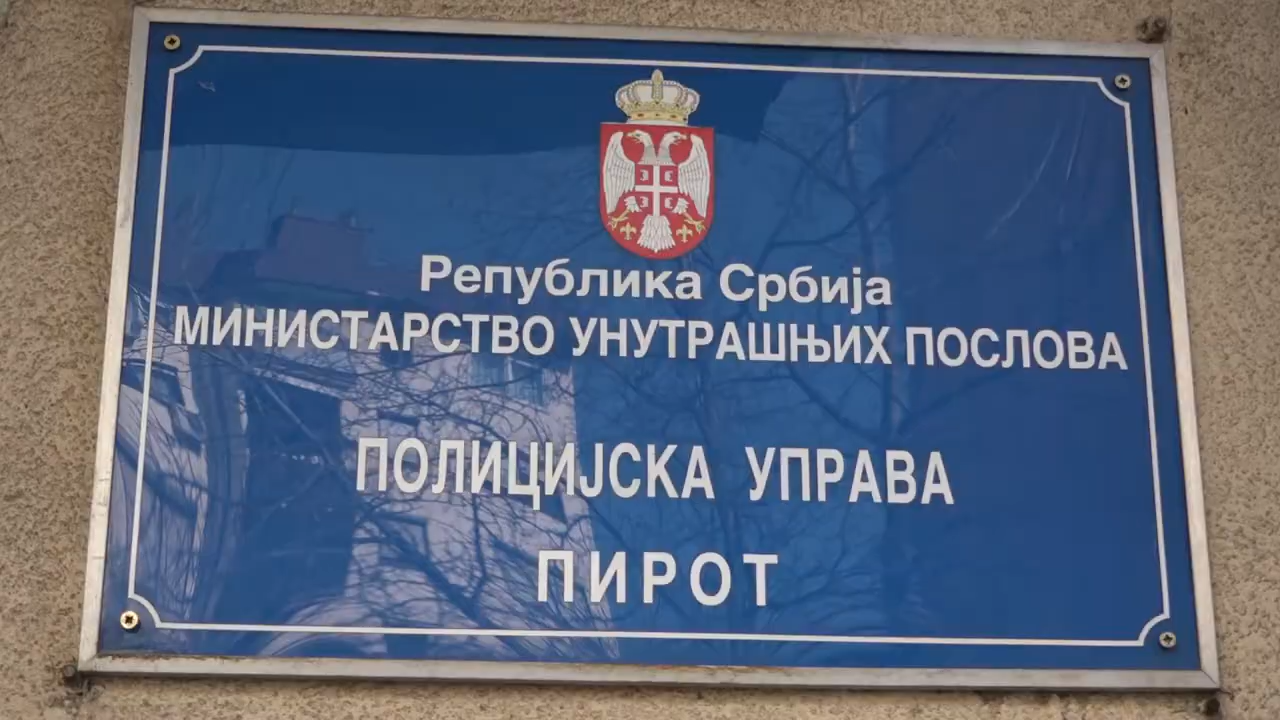 Република Србија
МИНИСТАРСТВО УНУТРАШЊИХ ПОСЛОВА
ПОЛИЦИЈСКА УПРАВА
ПИРОТ